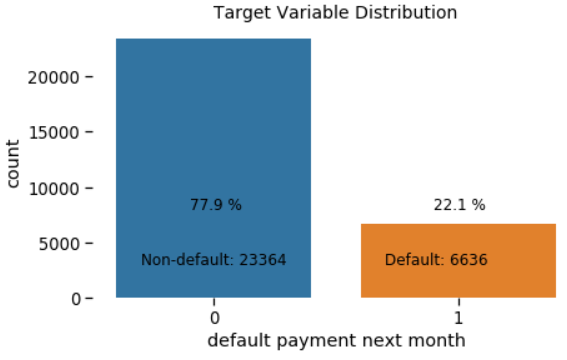 Target Variable Distribution
count
20000
15000
10000
5000
0
77.9 %
22.1 %
Non-default: 23364
Default: 6636
0
1
default payment next month